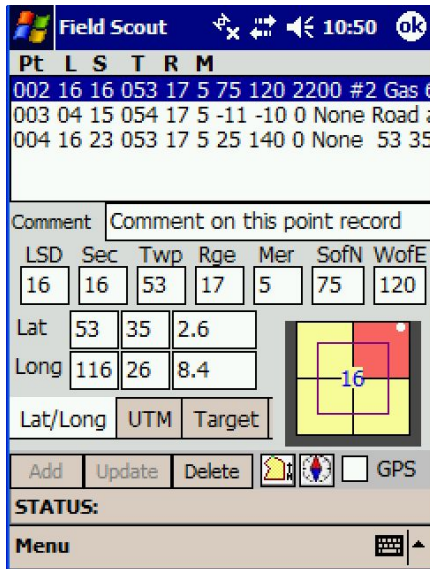 Field Scout 10:50 ok
Pt L S T R M
002 16 16 053 17 5 75 120 2200 #2 Gas 6
003 04 15 054 17 5 -11 -10 0 None Road a
004 16 23 053 17 5 25 140 0 None 53 35
Comment Comment on this point record
LSD Sec Twp Rge Mer SofN WofE
16 16 53 17 5 75 120
Lat 53 35 2.6
Long 116 26 8.4
16
Lat/Long UTM Target
Add Update Delete GPS
STATUS:
Menu